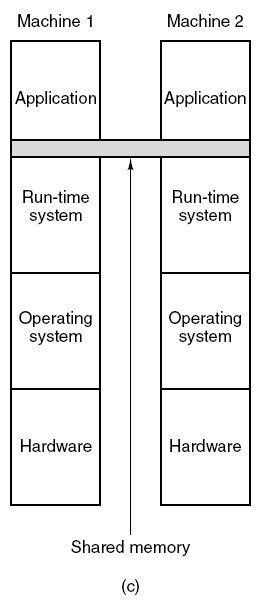 Machine 1
Machine 2
Application
Application
Run-time
system
Run-time
system
Operating
system
Operating
system
Hardware
Hardware
Shared memory
(c)